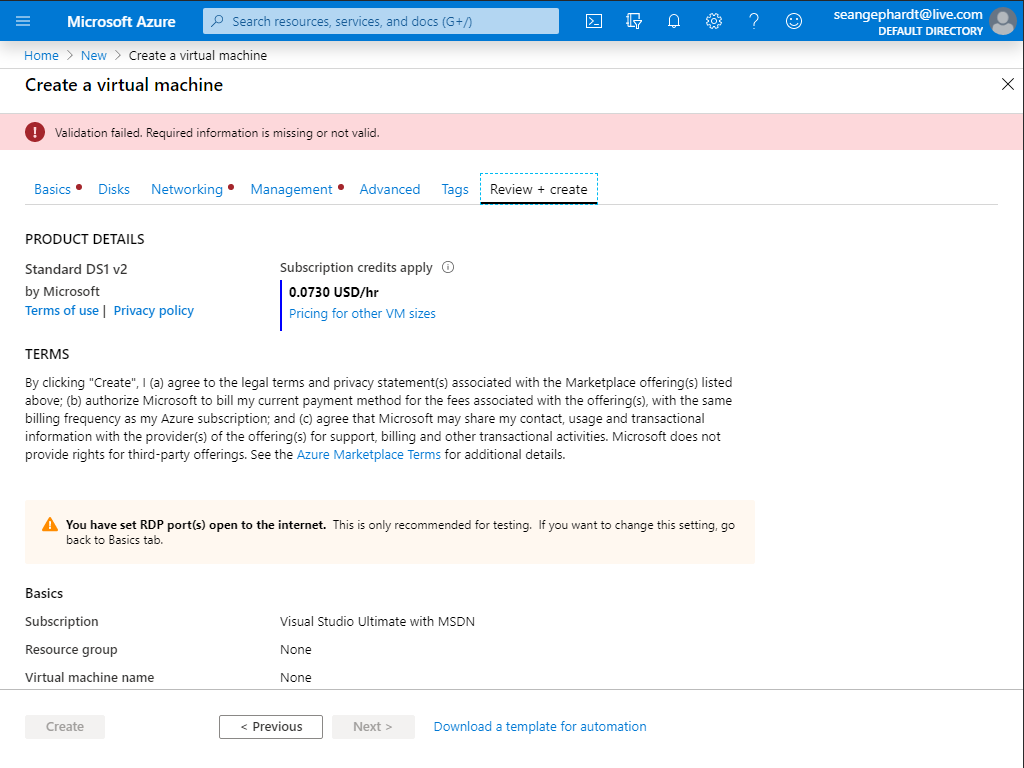 Microsoft Azure
Search resources, services, and docs (G+/)
seangephardt@live.com
DEFAULT DIRECTORY
Home > New > Create a virtual machine
Create a virtual machine
Validation failed. Required information is missing or not valid.
Basics Disks Networking Management Advanced Tags Review + create
PRODUCT DETAILS
Standard DS1 v2
by Microsoft
Terms of use | Privacy policy
Subscription credits apply
0.0730 USD/hr
Pricing for other VM sizes
TERMS
By clicking "Create", I (a) agree to the legal terms and privacy statement(s) associated with the Marketplace offering(s) listed
above; (b) authorize Microsoft to bill my current payment method for the fees associated with the offering(s), with the same
billing frequency as my Azure subscription; and (c) agree that Microsoft may share my contact, usage and transactional
information with the provider(s) of the offering(s) for support, billing and other transactional activities. Microsoft does not
provide rights for third-party offerings. See the Azure Marketplace Terms for additional details.
You have set RDP port(s) open to the internet. This is only recommended for testing. If you want to change this setting, go
back to Basics tab.
Basics
Subscription Visual Studio Ultimate with MSDN
Resource group None
Virtual machine name None
Create < Previous Next > Download a template for automation